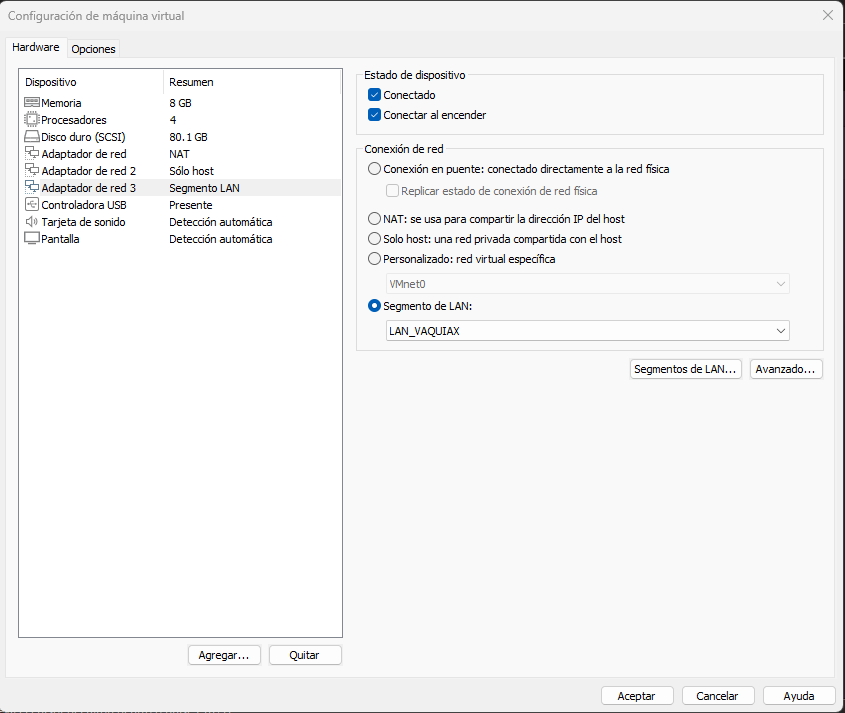 Configuración de máquina virtual
Hardware
Opciones
Dispositivo Resumen
Memoria 8 GB
Procesadores 4
Disco duro (SCSI) 80.1 GB
Adaptador de red NAT
Adaptador de red 2 Sólo host
Adaptador de red 3 Segmento LAN
Controladora USB Presente
Tarjeta de sonido Detección automática
Pantalla Detección automática
Agregar...
Quitar
Estado de dispositivo
Conectado
Conectar al encender
Conexión de red
Conexión en puente: conectado directamente a la red física
Replicar estado de conexión de red física
NAT: se usa para compartir la dirección IP del host
Solo host: una red privada compartida con el host
Personalizado: red virtual específica
VMnet0
Segmento de LAN:
LAN_VAQUIAX
Segmentos de LAN...
Avanzado...
Aceptar
Cancelar
Ayuda